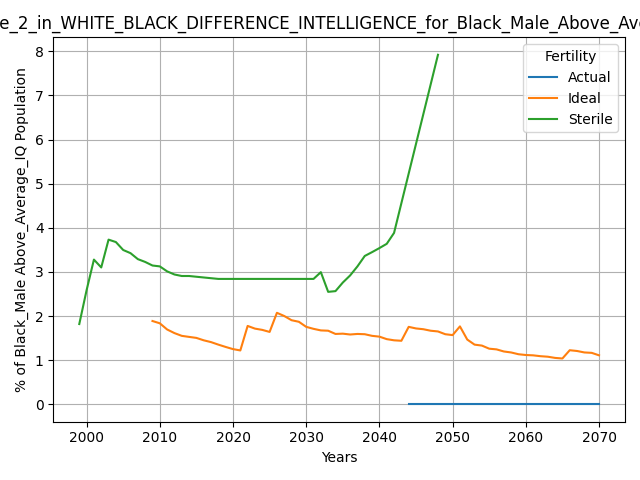 e_2_in_WHITE_BLACK_DIFFERENCE_INTELLIGENCE_for_Black_Male_Above_Ave
% of Black_Male Above_Average_IQ Population
8
7
6
5
4
3
2
1
0
Fertility
Actual
Ideal
Sterile
2000 2010 2020 2030 2040 2050 2060 2070
Years